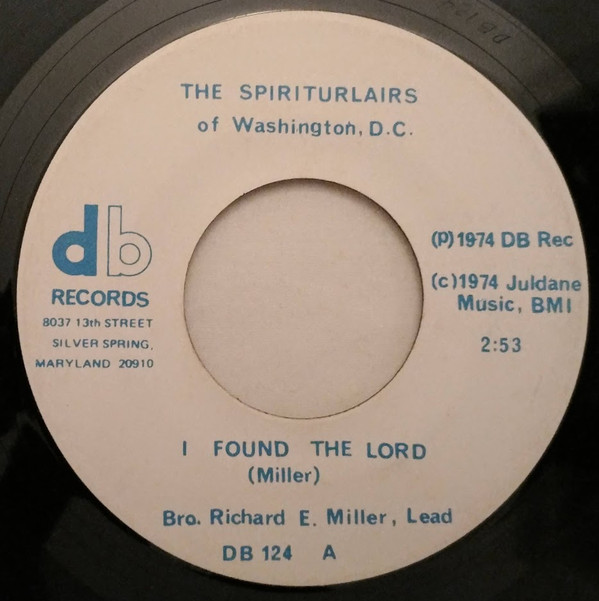 THE SPIRITURLAIRS
of Washington, D.C.
db
RECORDS
8037 13th STREET
SILVER SPRING,
MARYLAND 20910
(p)1974 DB Rec
(c)1974 Juldane
Music, BMI
2:53
I FOUND THE LORD
(Miller)
Bro. Richard E. Miller, Lead
DB 124 A
DB124